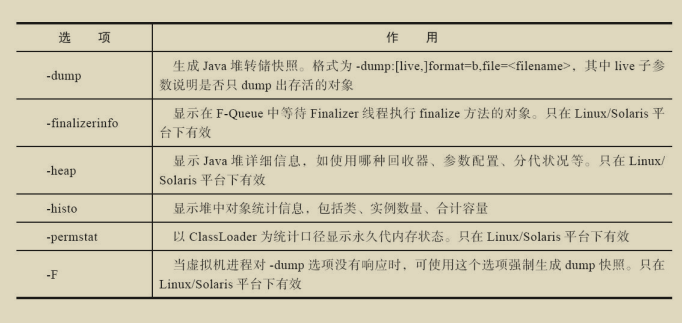 选 项 作 用
-dump 生成 Java 堆转储快照。格式为 -dump:[live,]format=b,file=<filename>，其中 live 子参
数说明是否只 dump 出存活的对象
-finalizerinfo 显示在 F-Queue 中等待 Finalizer 线程执行 finalize 方法的对象。只在 Linux/Solaris 平
台下有效
-heap 显示 Java 堆详细信息，如使用哪种回收器、参数配置、分代状况等。只在 Linux/
Solaris 平台下有效
-histo 显示堆中对象统计信息，包括类、实例数量、合计容量
-permstat 以 ClassLoader 为统计口径显示永久代内存状态。只在 Linux/Solaris 平台下有效
-F 当虚拟机进程对 -dump 选项没有响应时，可使用这个选项强制生成 dump 快照。只在
Linux/Solaris 平台下有效